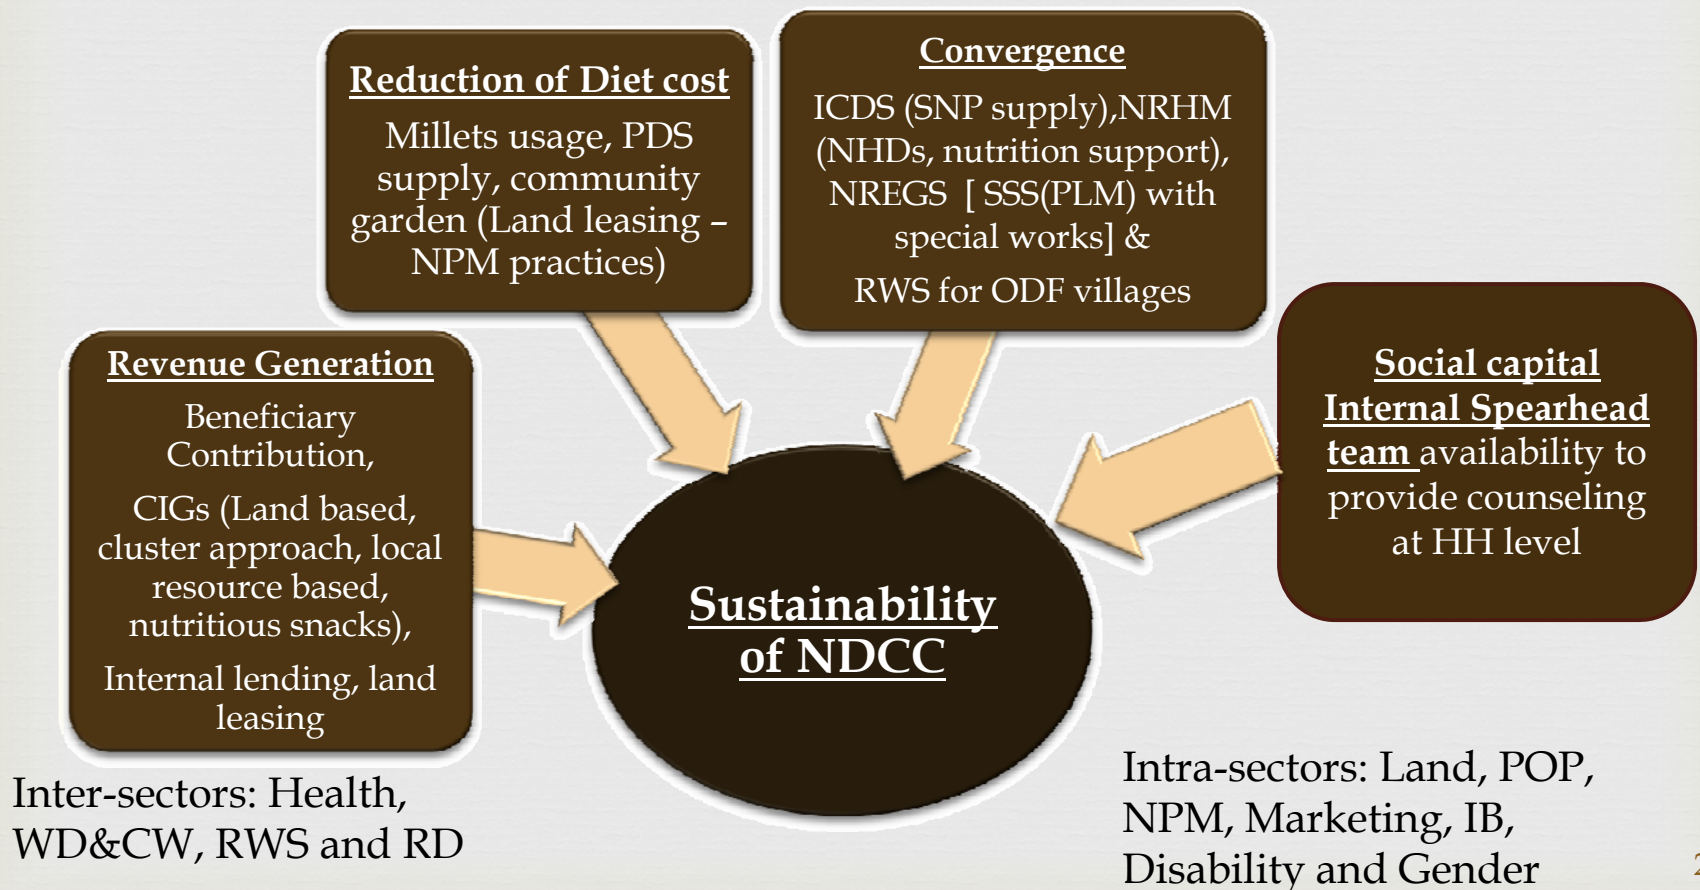 Reduction of Diet cost
Millets usage, PDS
supply, community
garden (Land leasing –
NPM practices)
Convergence
ICDS (SNP supply),NRHM
(NHDs, nutrition support),
NREGS [ SSS(PLM) with
special works] &
RWS for ODF villages
Revenue Generation
Beneficiary
Contribution,
CIGs (Land based,
cluster approach, local
resource based,
nutritious snacks),
Internal lending, land
leasing
Social capital
Internal Spearhead
team availability to
provide counseling
at HH level
Sustainability
of NDCC
Inter-sectors: Health,
WD&CW, RWS and RD
Intra-sectors: Land, POP,
NPM, Marketing, IB,
Disability and Gender